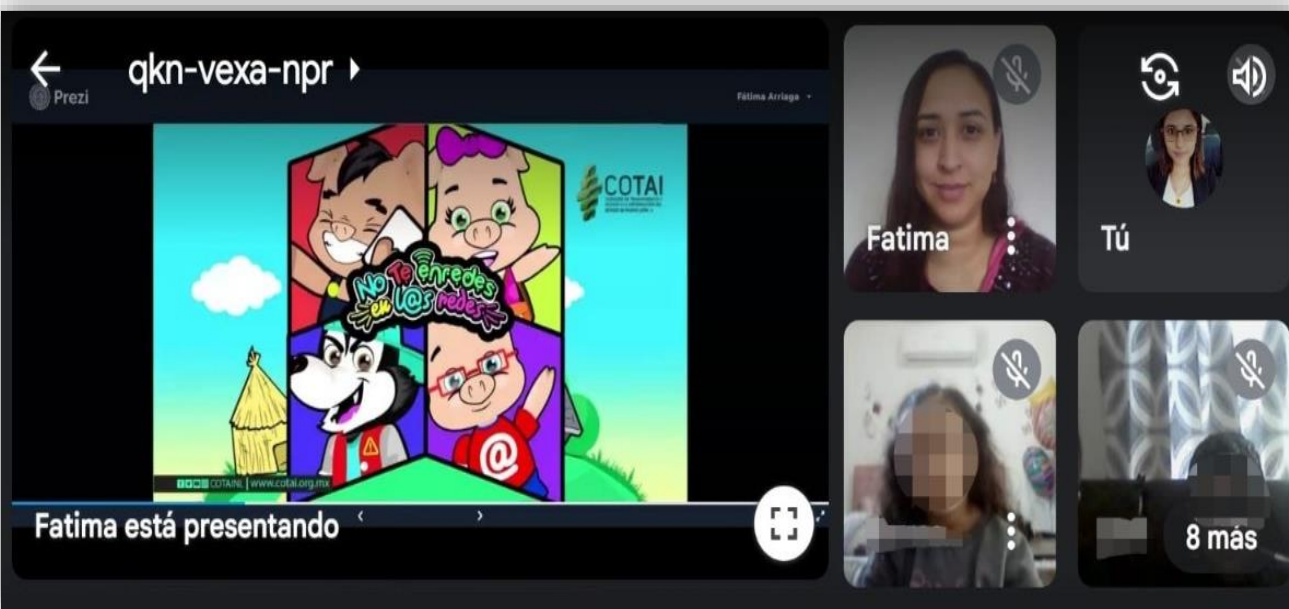 qkn-vexa-npr
Prezi
Fátima Arriaga
COTAI
No Te enredes
en l@s redes
@
COTAINL | www.cotai.org.mx
Fatima está presentando
Fatima
Tú
8 más